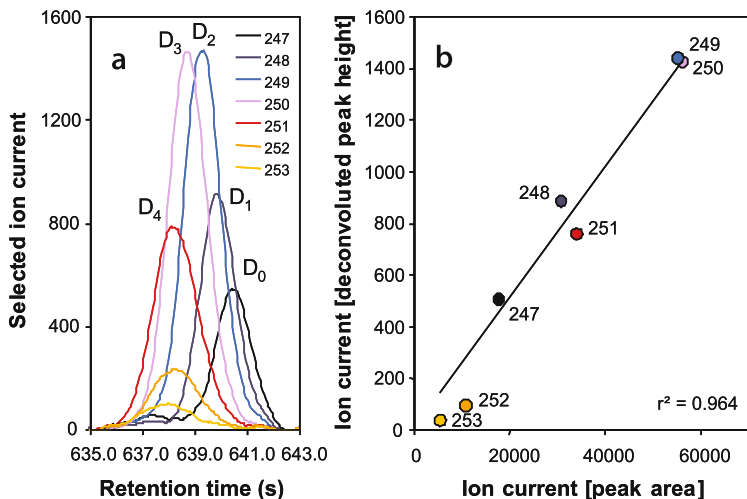 a
1600
1200
800
400
0
Selected ion current
D3
D2
D4
D1
D0
247
248
249
250
251
252
253
635.0 637.0 639.0 641.0 643.0
Retention time (s)
b
1600
1400
1200
1000
800
600
400
200
0
Ion current [deconvoluted peak height]
249
250
248
251
247
252
253
r² = 0.964
0 20000 40000 60000
Ion current [peak area]